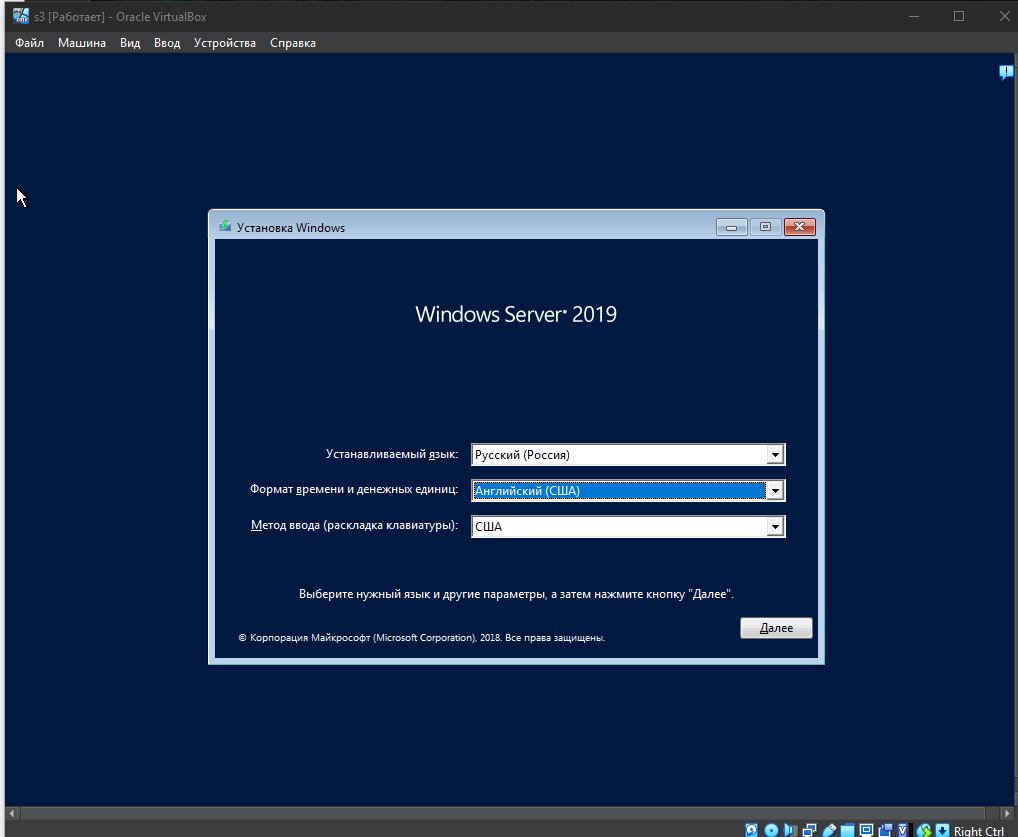 s3 [Работает] - Oracle VirtualBox
Файл Машина Вид Ввод Устройства Справка
Установка Windows
Windows Server® 2019
Устанавливаемый язык: Русский (Россия)
Формат времени и денежных единиц: Английский (США)
Метод ввода (раскладка клавиатуры): США
Выберите нужный язык и другие параметры, а затем нажмите кнопку "Далее".
Далее
© Корпорация Майкрософт (Microsoft Corporation), 2018. Все права защищены.
Right Ctrl